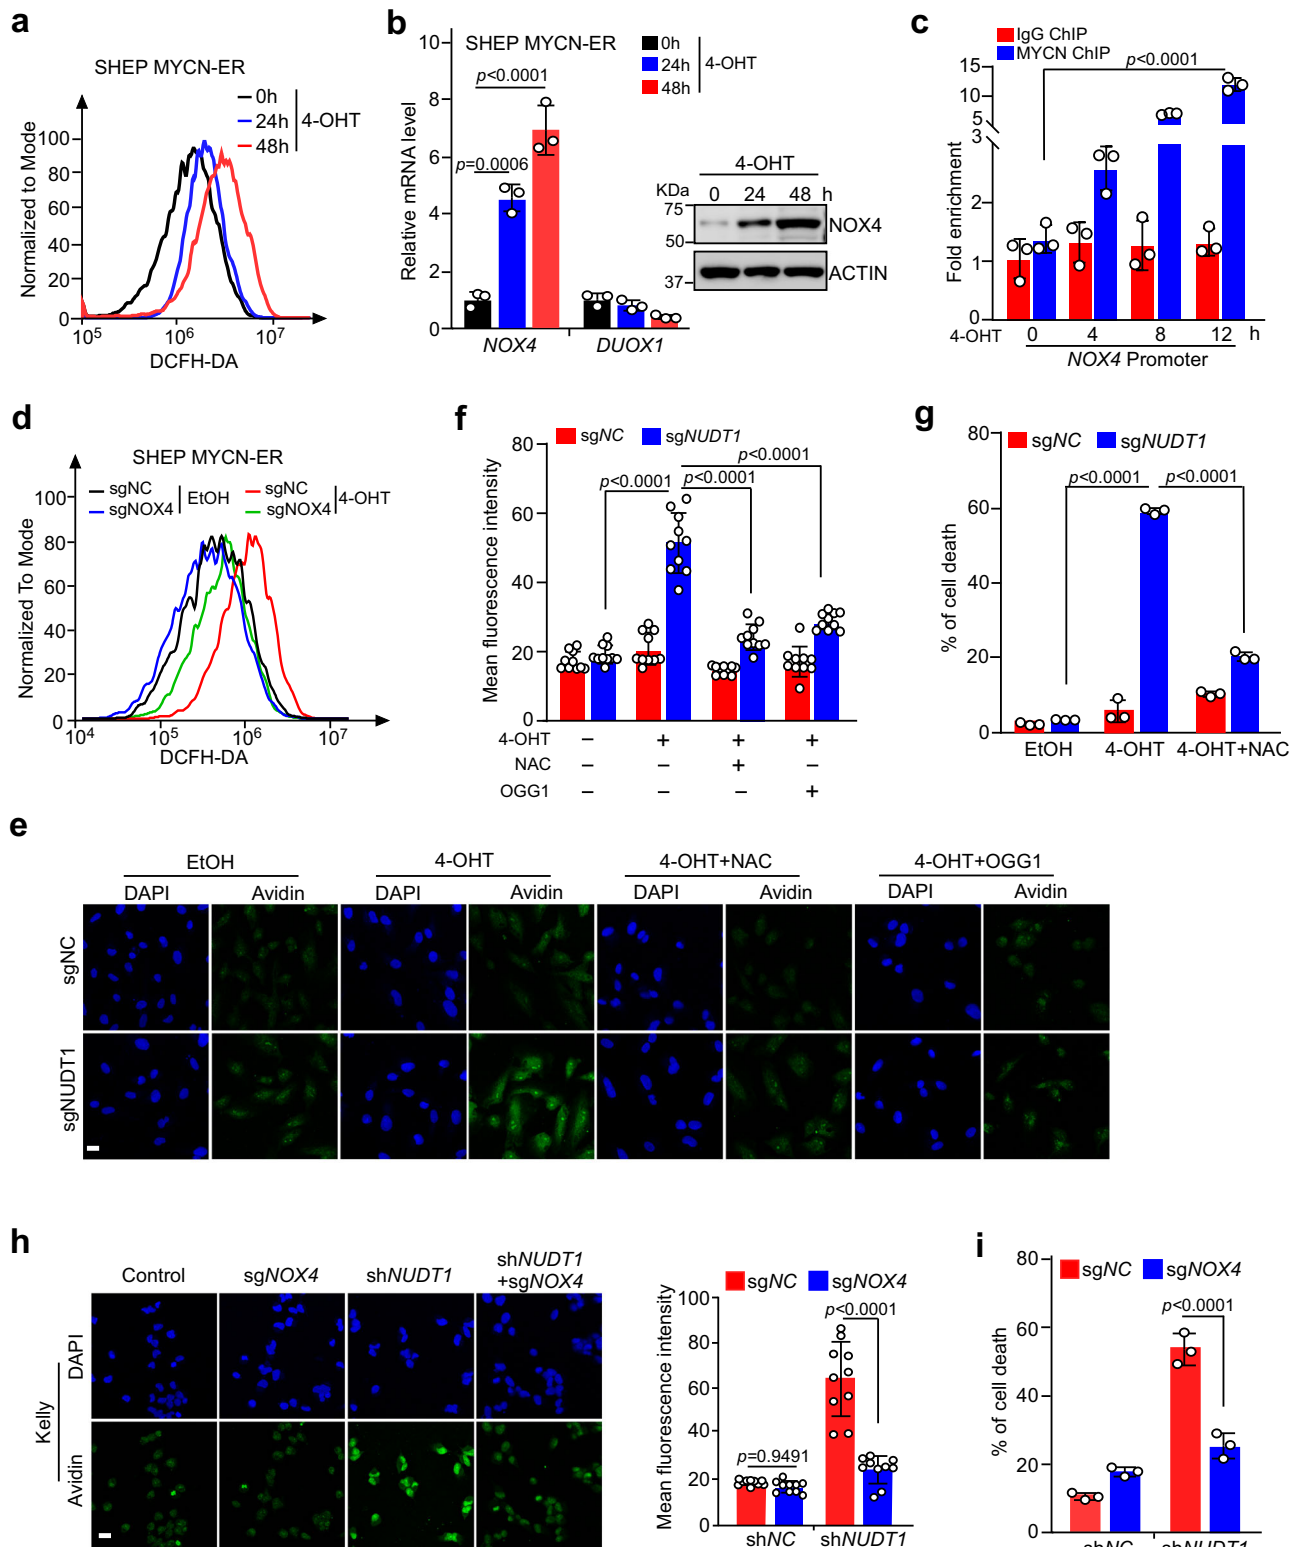 a
SHEP MYCN-ER
0h
24h
48h
4-OHT
Normalized to Mode
100
80
60
40
20
0
10⁵ 10⁶ 10⁷
DCFH-DA
b
SHEP MYCN-ER
0h
24h
48h
4-OHT
p<0.0001
p=0.0006
Relative mRNA level
10
8
6
4
2
0
NOX4 DUOX1
4-OHT
KDa 0 24 48 h
75
50
NOX4
37
ACTIN
c
IgG ChIP
MYCN ChIP
p<0.0001
Fold enrichment
15
10
5
3
2
1
0
4-OHT 0 4 8 12 h
NOX4 Promoter
d
SHEP MYCN-ER
sgNC
sgNOX4
EtOH
sgNC
sgNOX4
4-OHT
Normalized To Mode
100
80
60
40
20
0
10⁴ 10⁵ 10⁶ 10⁷
DCFH-DA
f
sgNC sgNUDT1
p<0.0001
p<0.0001 p<0.0001
Mean fluorescence intensity
80
60
40
20
0
4-OHT – + + +
NAC – – + –
OGG1 – – – +
g
sgNC sgNUDT1
p<0.0001 p<0.0001
% of cell death
80
60
40
20
0
EtOH 4-OHT 4-OHT+NAC
e
EtOH 4-OHT 4-OHT+NAC 4-OHT+OGG1
DAPI Avidin DAPI Avidin DAPI Avidin DAPI Avidin
sgNC
sgNUDT1
h
Control sgNOX4 shNUDT1 shNUDT1
+sgNOX4
Kelly
DAPI
Avidin
sgNC sgNOX4
p<0.0001
p=0.9491
Mean fluorescence intensity
100
80
60
40
20
0
shNC shNUDT1
i
sgNC sgNOX4
p<0.0001
% of cell death
80
60
40
20
0
shNC shNUDT1